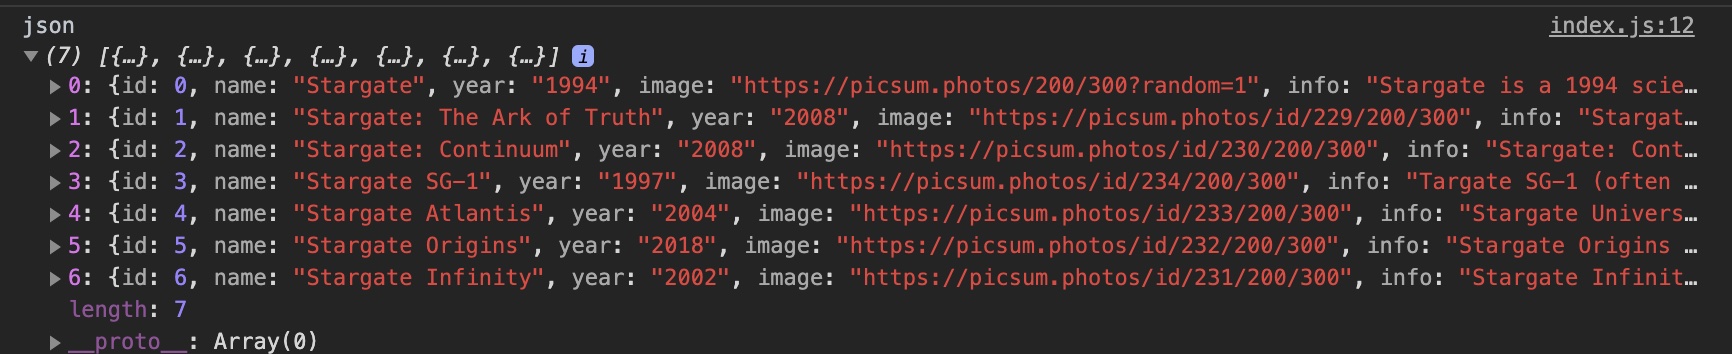 json index.js:12
▼(7) [{…}, {…}, {…}, {…}, {…}, {…}, {…}] i
▶0: {id: 0, name: "Stargate", year: "1994", image: "https://picsum.photos/200/300?random=1", info: "Stargate is a 1994 scie…
▶1: {id: 1, name: "Stargate: The Ark of Truth", year: "2008", image: "https://picsum.photos/id/229/200/300", info: "Stargat…
▶2: {id: 2, name: "Stargate: Continuum", year: "2008", image: "https://picsum.photos/id/230/200/300", info: "Stargate: Cont…
▶3: {id: 3, name: "Stargate SG-1", year: "1997", image: "https://picsum.photos/id/234/200/300", info: "Targate SG-1 (often …
▶4: {id: 4, name: "Stargate Atlantis", year: "2004", image: "https://picsum.photos/id/233/200/300", info: "Stargate Univers…
▶5: {id: 5, name: "Stargate Origins", year: "2018", image: "https://picsum.photos/id/232/200/300", info: "Stargate Origins …
▶6: {id: 6, name: "Stargate Infinity", year: "2002", image: "https://picsum.photos/id/231/200/300", info: "Stargate Infinit…
length: 7
▶__proto__: Array(0)